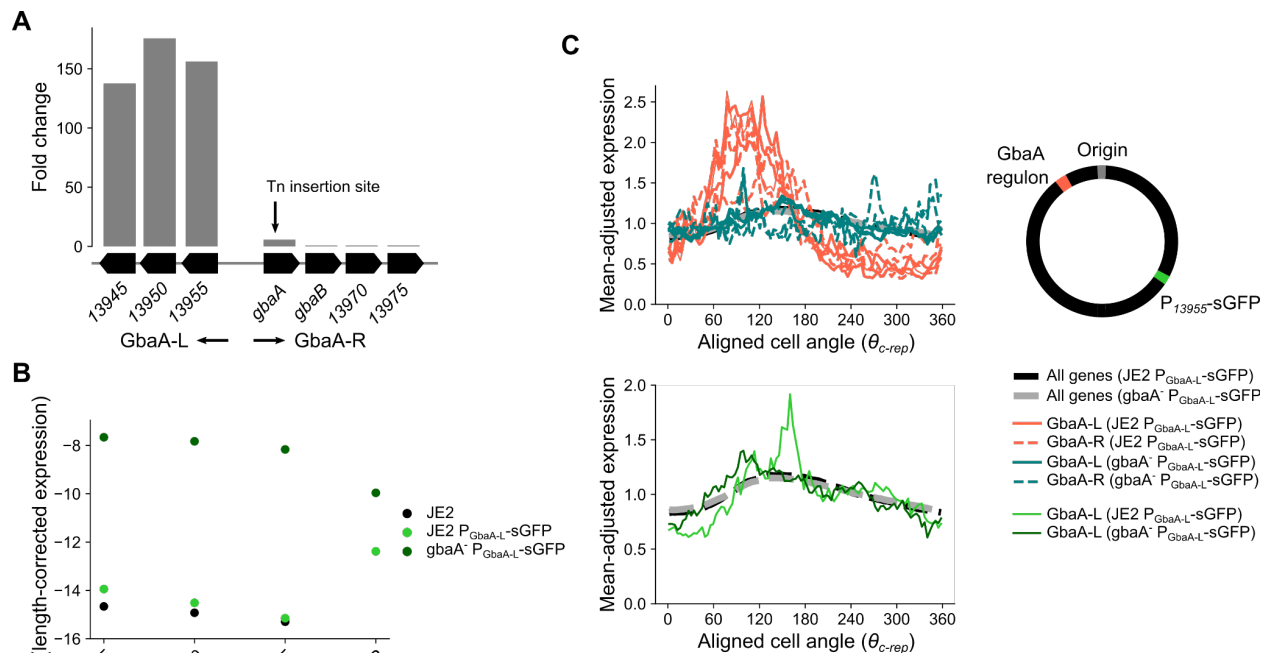 A
Fold change
150
100
50
0
Tn insertion site
13945
13950
13955
gbaA
gbaB
13970
13975
GbaA-L
GbaA-R
B
(length-corrected expression)
−8
−10
−12
−14
−16
JE2
JE2 PGbaA-L-sGFP
gbaA- PGbaA-L-sGFP
C
Mean-adjusted expression
2.5
2.0
1.5
1.0
0.5
0.0
0 60 120 180 240 300 360
Aligned cell angle (θc-rep)
GbaA
regulon
Origin
P13955-sGFP
Mean-adjusted expression
2.0
1.5
1.0
0.5
0.0
0 60 120 180 240 300 360
Aligned cell angle (θc-rep)
All genes (JE2 PGbaA-L-sGFP)
All genes (gbaA- PGbaA-L-sGFP
GbaA-L (JE2 PGbaA-L-sGFP)
GbaA-R (JE2 PGbaA-L-sGFP)
GbaA-L (gbaA- PGbaA-L-sGFP)
GbaA-R (gbaA- PGbaA-L-sGFP)
GbaA-L (JE2 PGbaA-L-sGFP)
GbaA-L (gbaA- PGbaA-L-sGFP)